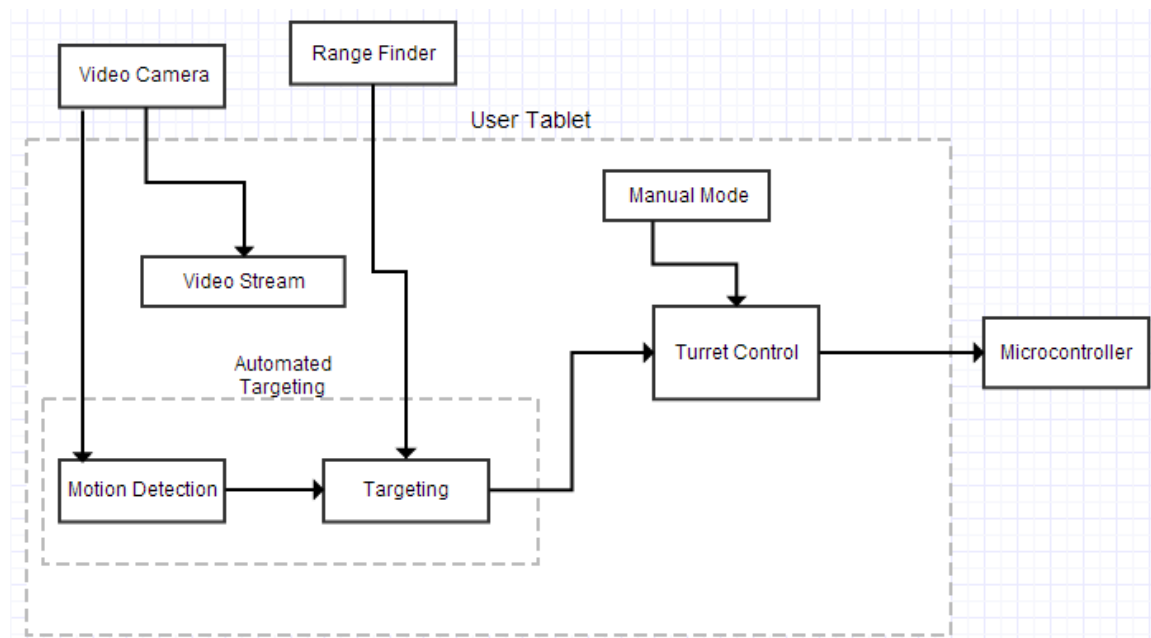 Range Finder
Video Camera
User Tablet
Manual Mode
Video Stream
Turret Control
Microcontroller
Automated
Targeting
Motion Detection
Targeting